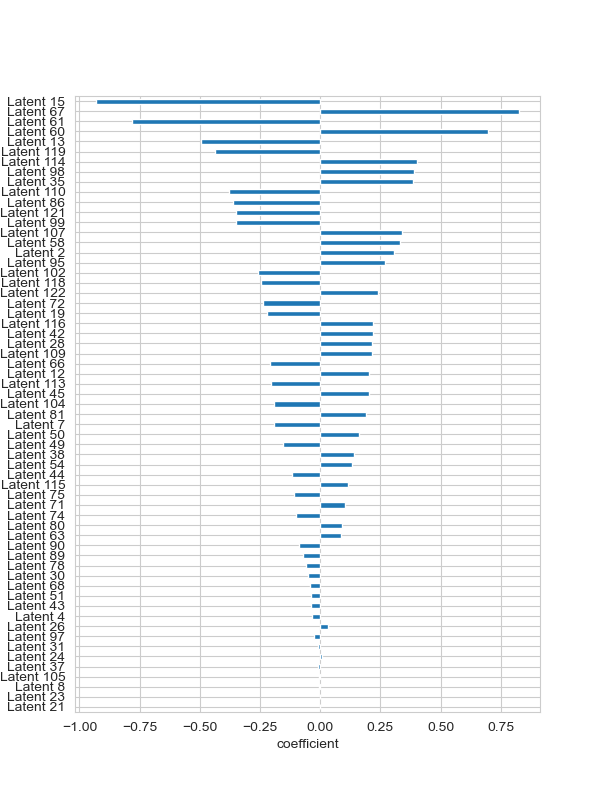 Latent 15
Latent 67
Latent 61
Latent 60
Latent 13
Latent 119
Latent 114
Latent 98
Latent 35
Latent 110
Latent 86
Latent 121
Latent 99
Latent 107
Latent 58
Latent 2
Latent 95
Latent 102
Latent 118
Latent 122
Latent 72
Latent 19
Latent 116
Latent 42
Latent 28
Latent 109
Latent 66
Latent 12
Latent 113
Latent 45
Latent 104
Latent 81
Latent 7
Latent 50
Latent 49
Latent 38
Latent 54
Latent 44
Latent 115
Latent 75
Latent 71
Latent 74
Latent 80
Latent 63
Latent 90
Latent 89
Latent 78
Latent 30
Latent 68
Latent 51
Latent 43
Latent 4
Latent 26
Latent 97
Latent 31
Latent 24
Latent 37
Latent 105
Latent 8
Latent 23
Latent 21
−1.00 −0.75 −0.50 −0.25 0.00 0.25 0.50 0.75
coefficient